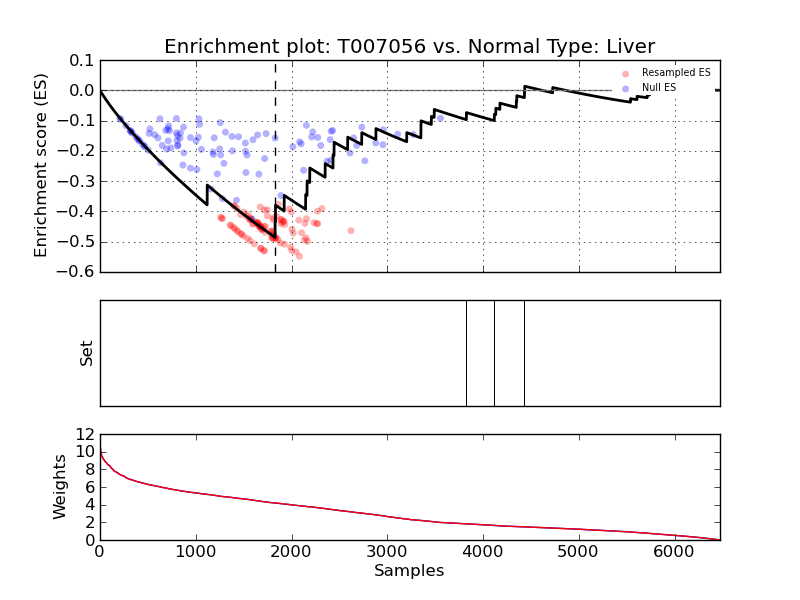 Enrichment plot: T007056 vs. Normal Type: Liver
Enrichment score (ES)
0.1
0.0
−0.1
−0.2
−0.3
−0.4
−0.5
−0.6
Resampled ES
Null ES
Set
Weights
12
10
8
6
4
2
0
0 1000 2000 3000 4000 5000 6000
Samples